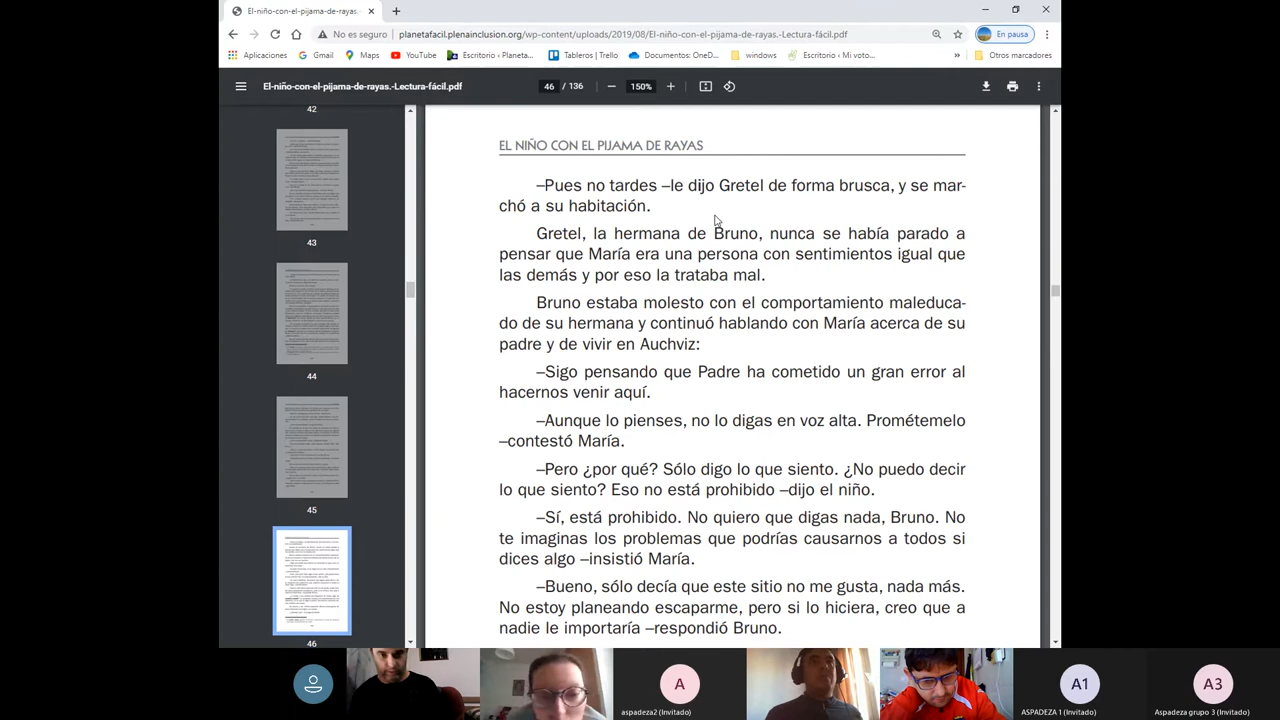 El-niño-con-el-pijama-de-rayas.-
No es seguro
planetafacil.plenainclusion.org/wp-content/uploads/2019/08/El-niño-con-el-pijama-de-rayas.-Lectura-fácil.pdf
En pausa
Aplicaciones
Gmail
Maps
YouTube
Escritorio - Planeta...
Tableros | Trello
Documentos: OneD...
windows
Escritorio | Mi voto...
»
Otros marcadores
El-niño-con-el-pijama-de-rayas.-Lectura-fácil.pdf
46 / 136
150%
42
43
44
45
46
EL NIÑO CON EL PIJAMA DE RAYAS
–Pues no tardes –le dijo Gretel de forma brusca, y se mar-
chó a su habitación.
Gretel, la hermana de Bruno, nunca se había parado a
pensar que María era una persona con sentimientos igual que
las demás y por eso la trataba mal.
Bruno estaba molesto con el comportamiento maleduca-
do de su hermana y continuó hablando con María acerca de su
padre y de vivir en Auchviz:
–Sigo pensando que Padre ha cometido un gran error al
hacernos venir aquí.
–Aunque lo pienses, no lo digas en voz alta. Prométemelo
–contestó María.
–Pero ¿por qué? Solo digo lo que siento. ¿No puedo decir
lo que siento? Eso no está prohibido –dijo el niño.
–Sí, está prohibido. No quiero que digas nada, Bruno. No
te imaginas los problemas que podrías causarnos a todos si
dices algo –insistió María.
gusta, nada más.
No estoy planeando escaparme, pero si lo hiciera, creo que a
nadie le importaría –respondió Bruno.
A
A1
A3
aspadeza2 (Invitado)
ASPADEZA 1 (Invitado)
Aspadeza grupo 3 (Invitado)